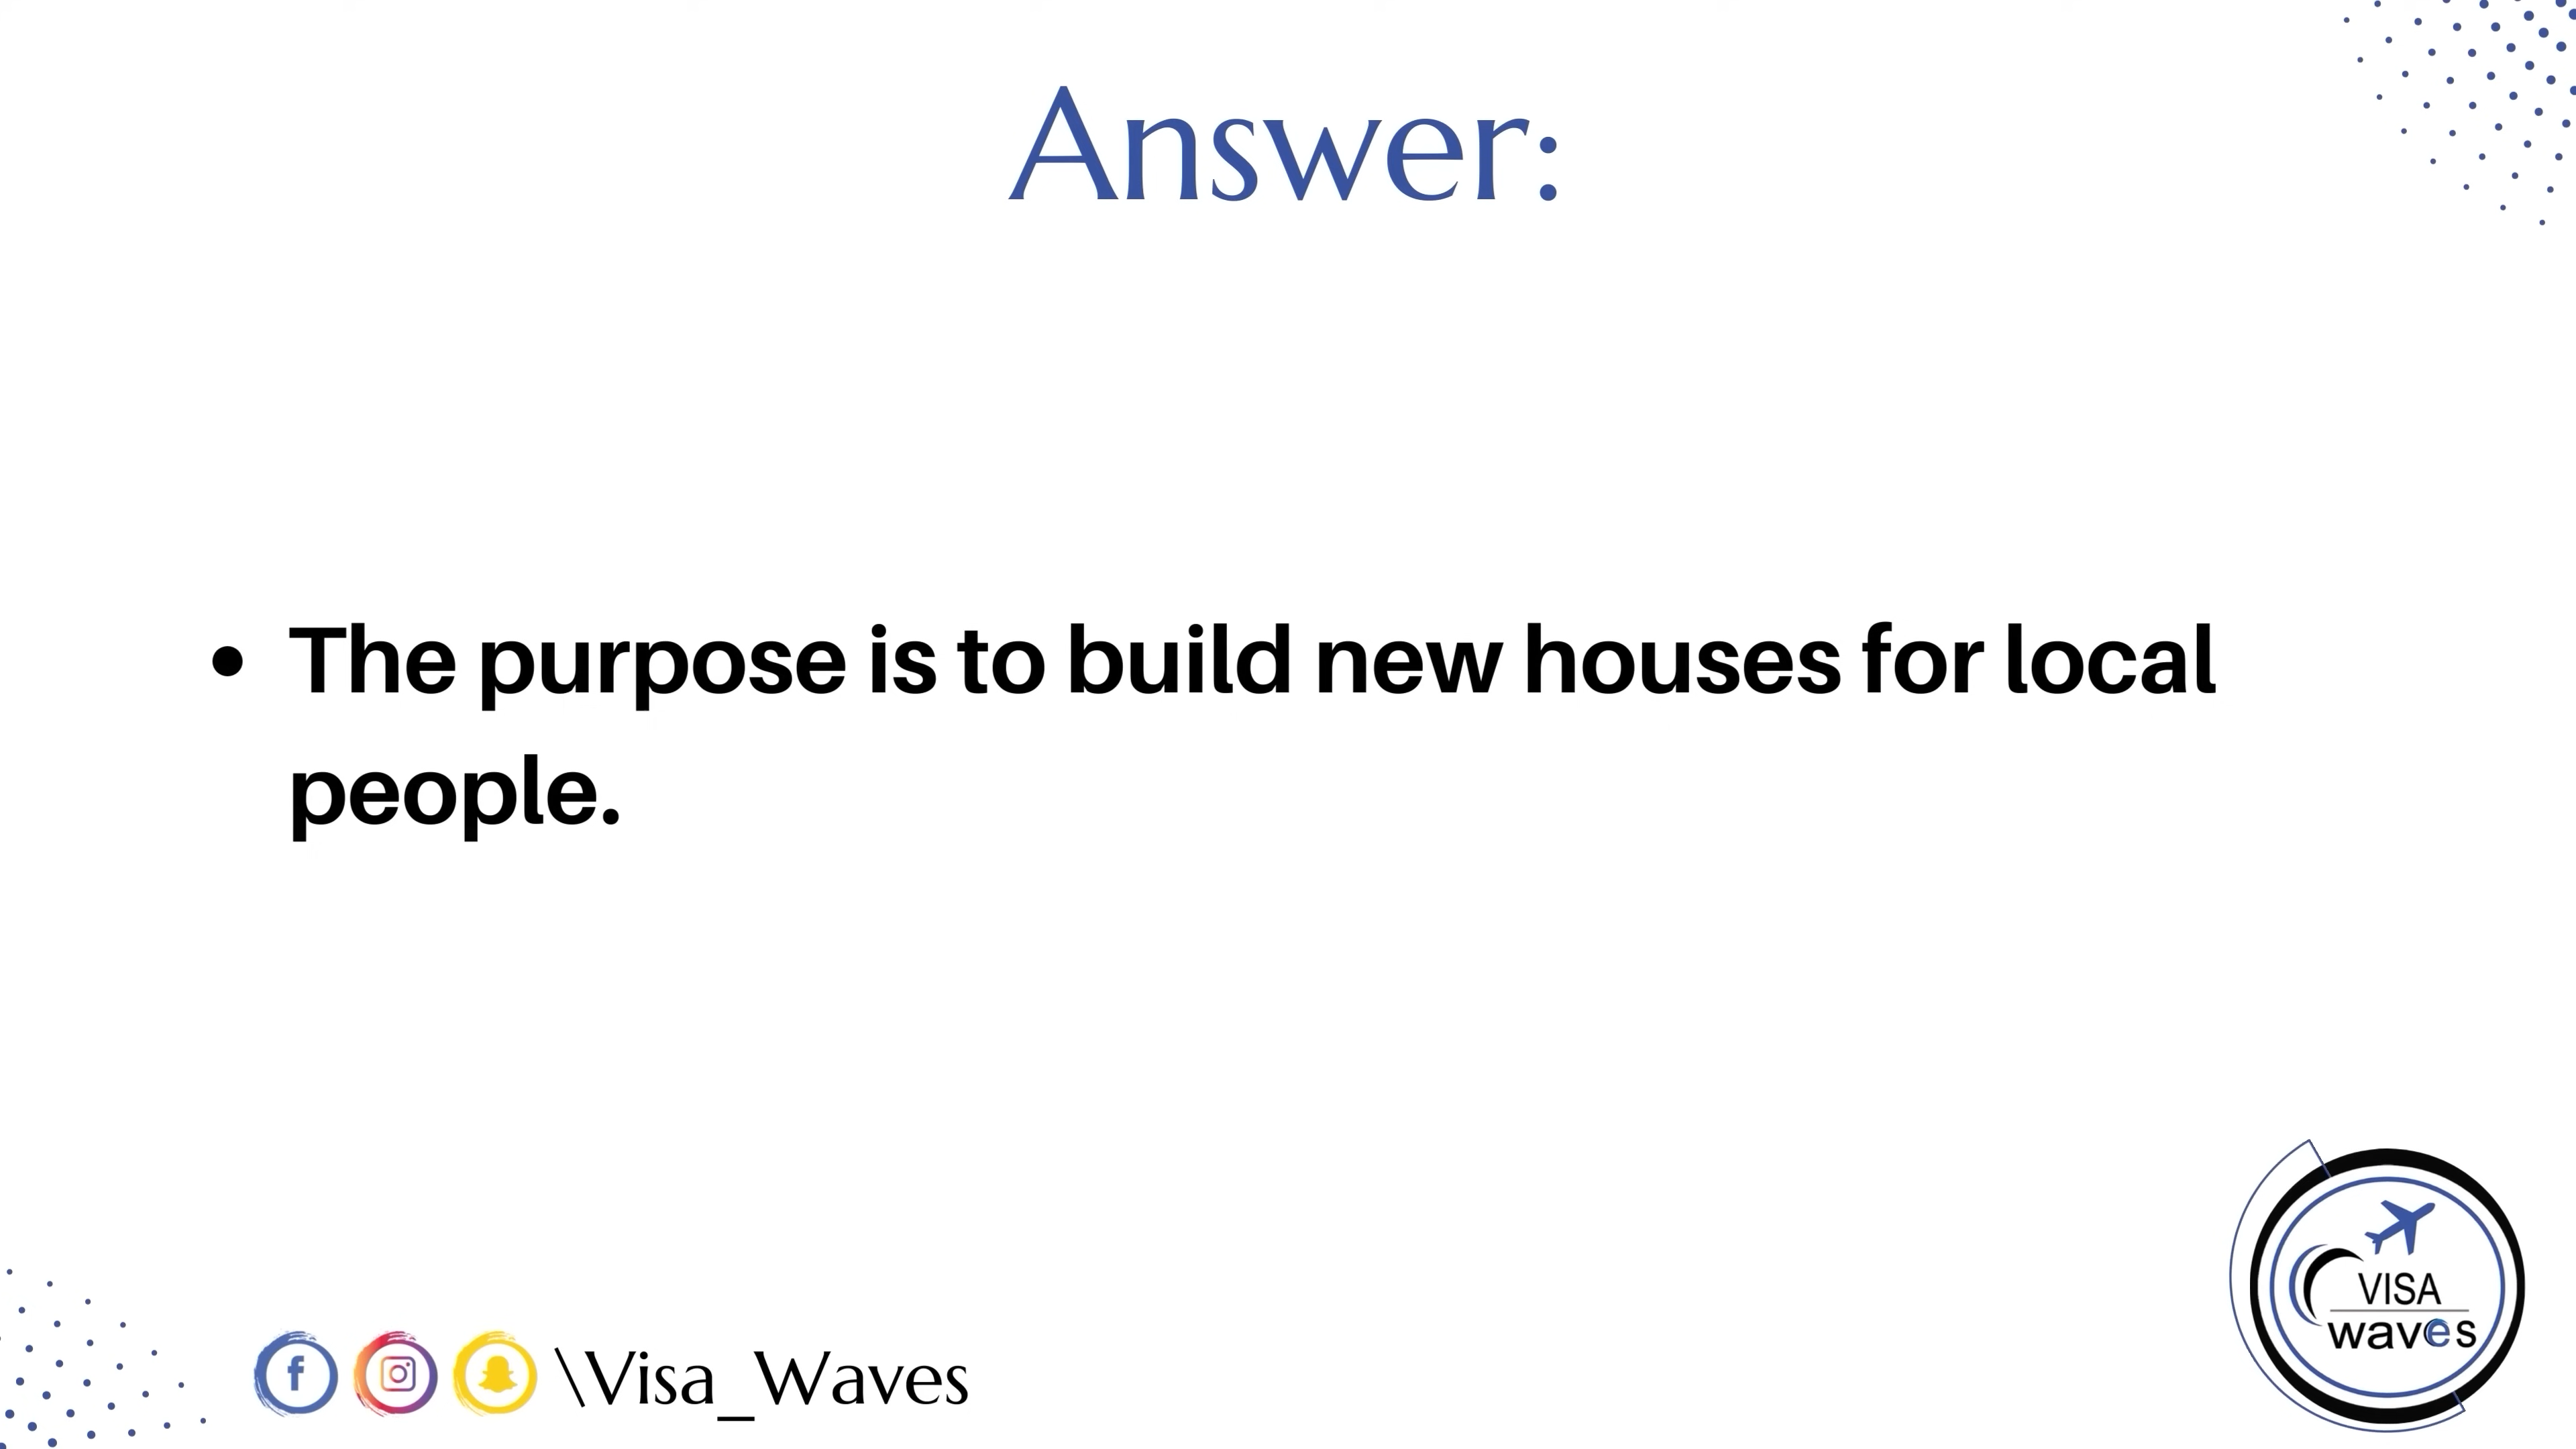 Answer:
• The purpose is to build new houses for local
people.
\Visa_Waves
VISA
waves